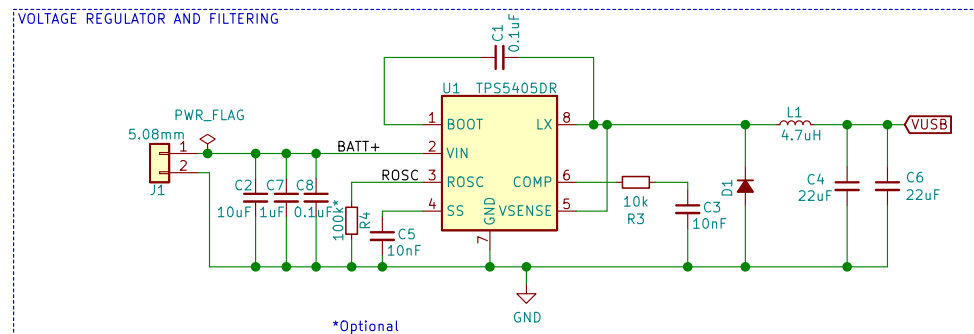 VOLTAGE REGULATOR AND FILTERING
C1
0.1uF
U1 TPS5405DR
PWR_FLAG
5.08mm
J1
1
2
BATT+
ROSC
1 BOOT
2 VIN
3 ROSC
4 SS
LX 8
COMP 6
VSENSE 5
GND
7
C2
10uF
C7
1uF
C8
0.1uF
100k*
R4
C5
10nF
10k
R3
C3
10nF
D1
L1
4.7uH
VUSB
C4
22uF
C6
22uF
GND
*Optional